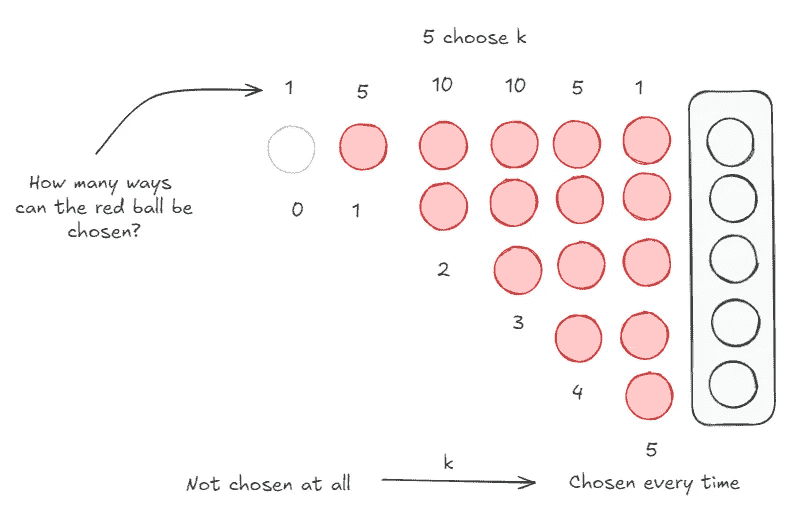 5 choose k
1 5 10 10 5 1
How many ways
can the red ball be
chosen?
0 1
2
3
4
5
k
Not chosen at all
Chosen every time